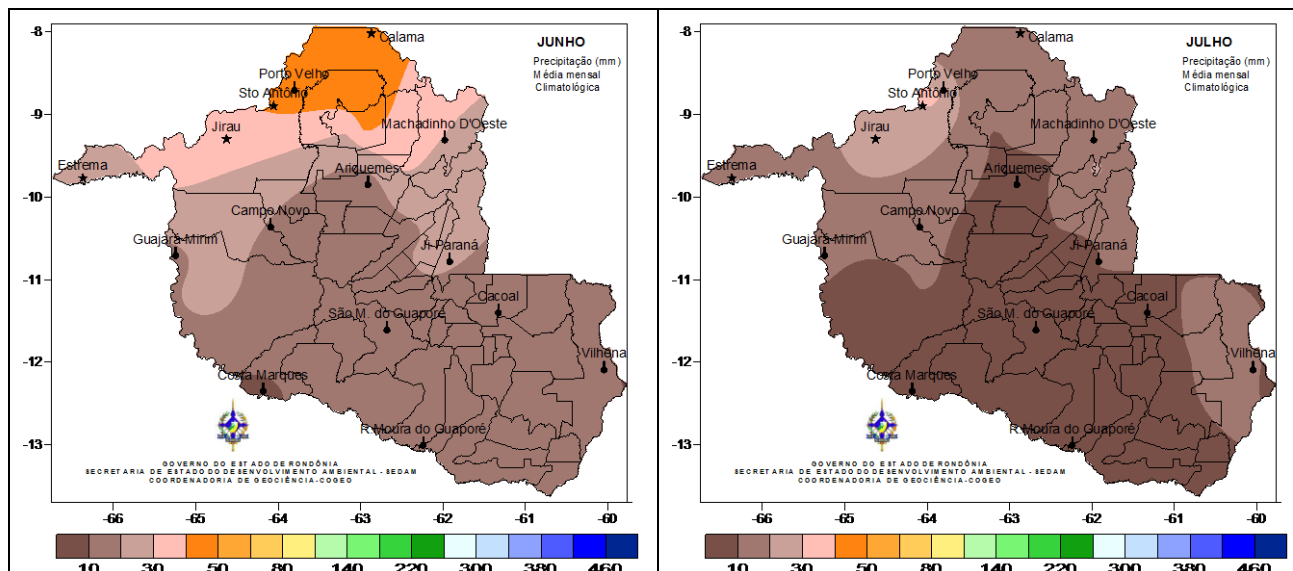 JUNHO
Precipitação (mm)
Média mensal
Climatológica
-8
-9
-10
-11
-12
-13
Calama
Porto Velho
Sto Antônio
Jirau
Machadinho D'Oeste
Estrema
Ariquemes
Campo Novo
Guajará-Mirim
Ji-Paraná
Cacoal
São M. do Guaporé
Vilhena
Costa Marques
R.Moura do Guaporé
GOVERNO DO ESTADO DE RONDÔNIA
SECRETARIA DE ESTADO DO DESENVOLVIMENTO AMBIENTAL - SEDAM
COORDENADORIA DE GEOCIÊNCIA-COGEO
-66 -65 -64 -63 -62 -61 -60
10 30 50 80 140 220 300 380 460
JULHO
Precipitação (mm)
Média mensal
Climatológica
-8
-9
-10
-11
-12
-13
Calama
Porto Velho
Sto Antônio
Jirau
Machadinho D'Oeste
Estrema
Ariquemes
Campo Novo
Guajará-Mirim
Ji-Paraná
Cacoal
São M. do Guaporé
Vilhena
Costa Marques
R.Moura do Guaporé
GOVERNO DO ESTADO DE RONDÔNIA
SECRETARIA DE ESTADO DO DESENVOLVIMENTO AMBIENTAL - SEDAM
COORDENADORIA DE GEOCIÊNCIA-COGEO
-66 -65 -64 -63 -62 -61 -60
10 30 50 80 140 220 300 380 460